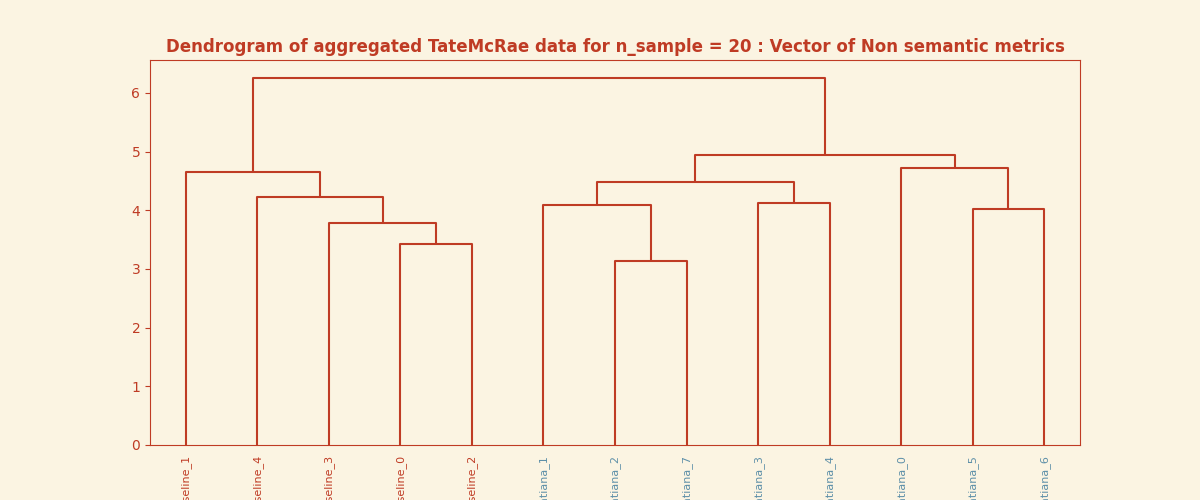 Dendrogram of aggregated TateMcRae data for n_sample = 20 : Vector of Non semantic metrics
6
5
4
3
2
1
0
seline_1
seline_4
seline_3
seline_0
seline_2
tiana_1
tiana_2
tiana_7
tiana_3
tiana_4
tiana_0
tiana_5
tiana_6